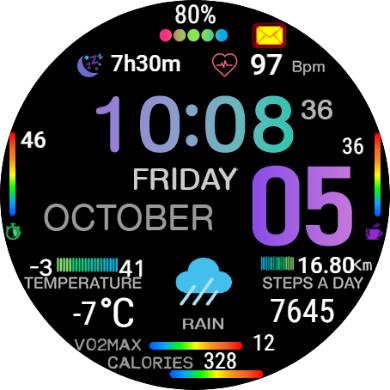 80%
7h30m 97 Bpm
10:08 36
46 36
FRIDAY 05
OCTOBER
-3 41 16.80Km
TEMPERATURE STEPS A DAY
-7°C 7645
RAIN
VO2MAX 12
CALORIES 328